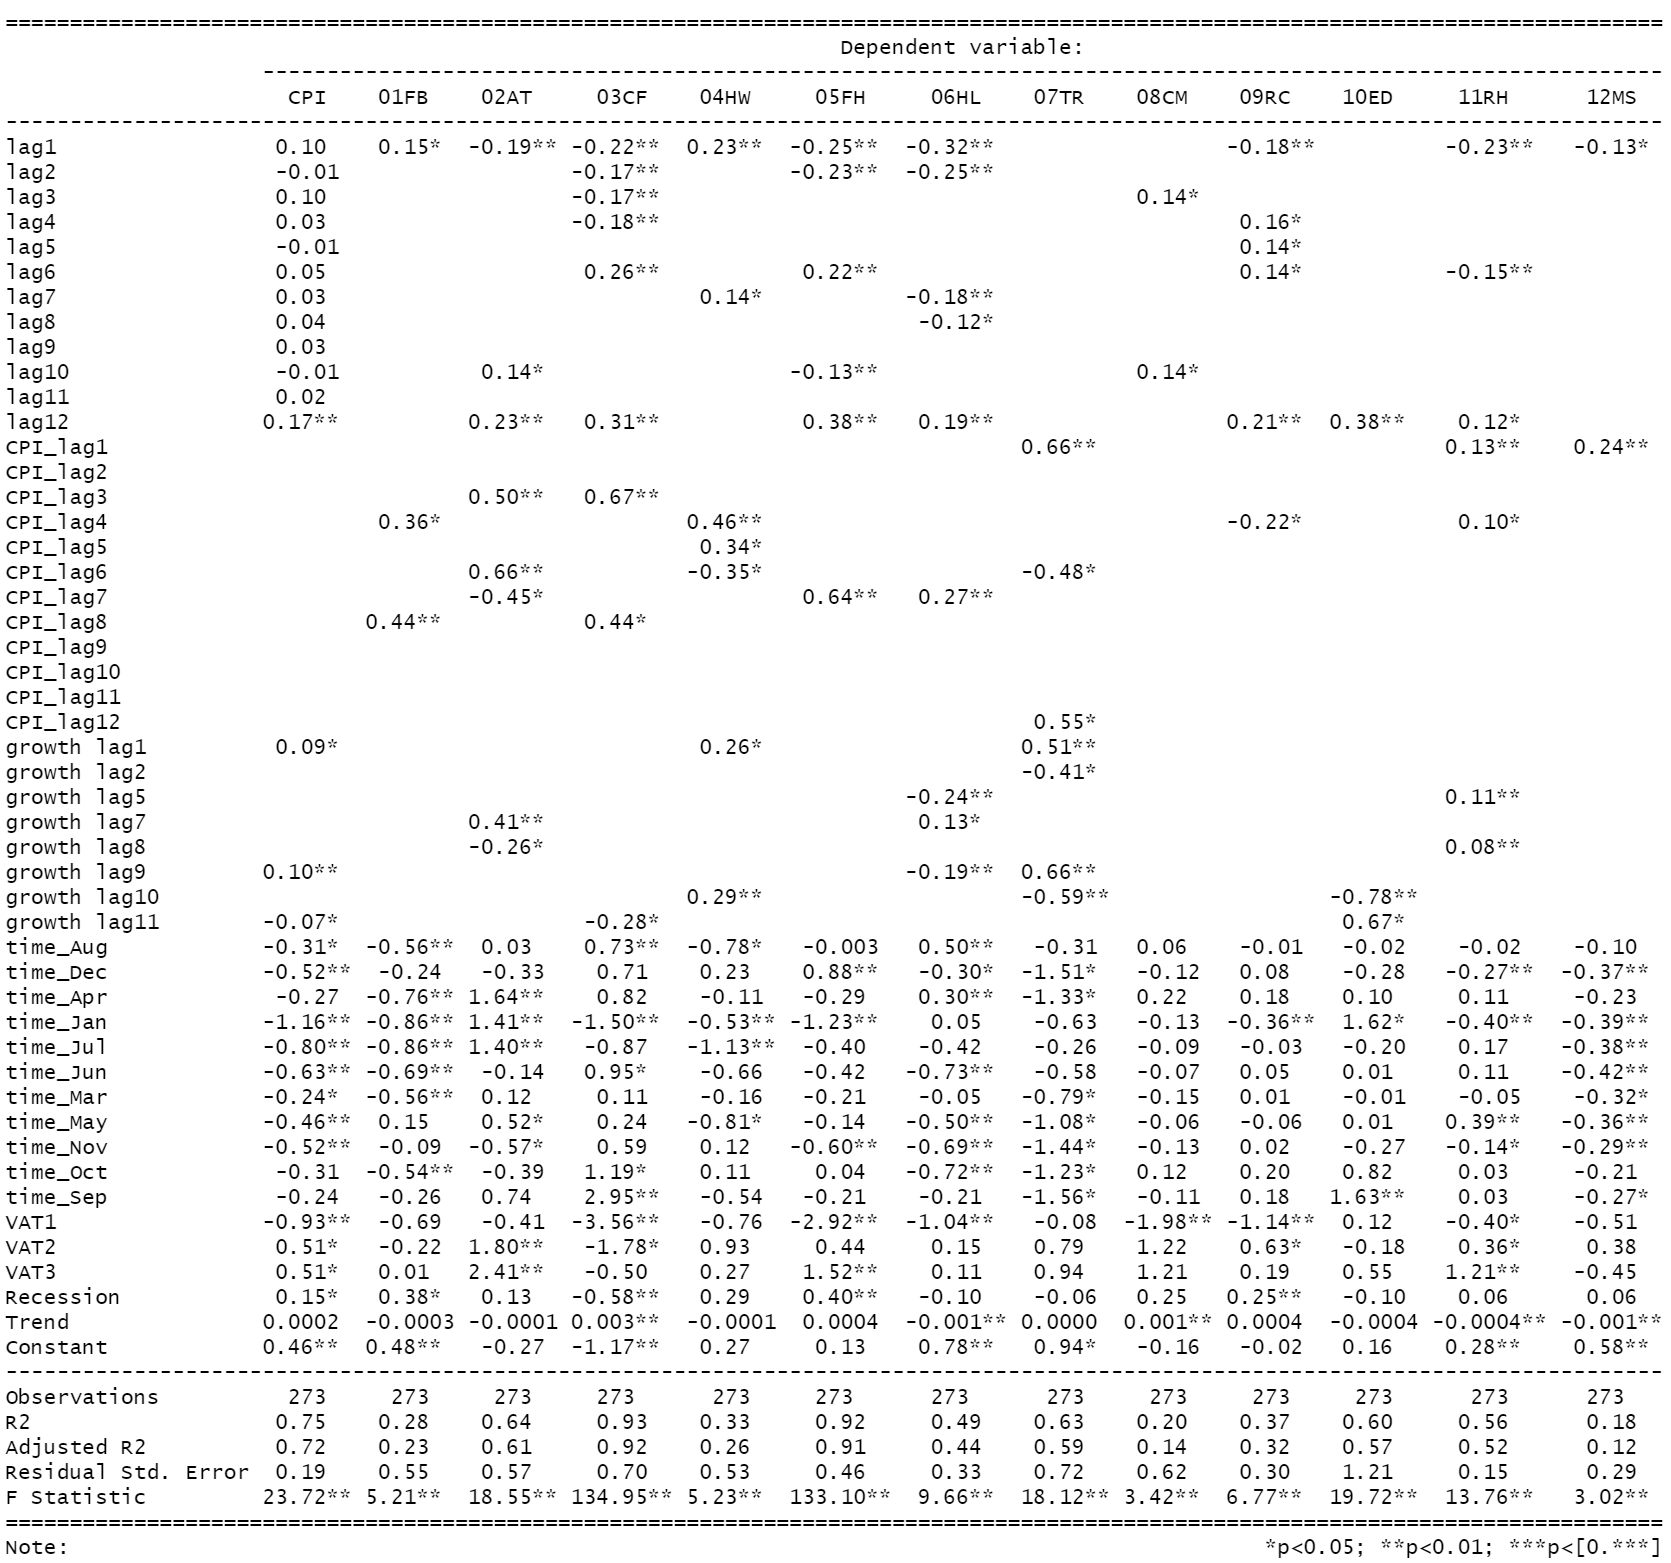 ==========================================================================================================================
Dependent variable:
--------------------------------------------------------------------------------------------------------------
CPI 01FB 02AT 03CF 04HW 05FH 06HL 07TR 08CM 09RC 10ED 11RH 12MS
--------------------------------------------------------------------------------------------------------------------------
lag1 0.10 0.15* -0.19** -0.22** 0.23** -0.25** -0.32** -0.18** -0.23** -0.13*
lag2 -0.01 -0.17** -0.23** -0.25**
lag3 0.10 -0.17** 0.14*
lag4 0.03 -0.18** 0.16*
lag5 -0.01 0.14*
lag6 0.05 0.26** 0.22** 0.14* -0.15**
lag7 0.03 0.14* -0.18**
lag8 0.04 -0.12*
lag9 0.03
lag10 -0.01 0.14* -0.13** 0.14*
lag11 0.02
lag12 0.17** 0.23** 0.31** 0.38** 0.19** 0.21** 0.38** 0.12*
CPI_lag1 0.66** 0.13** 0.24**
CPI_lag2
CPI_lag3 0.50** 0.67**
CPI_lag4 0.36* 0.46** -0.22* 0.10*
CPI_lag5 0.34*
CPI_lag6 0.66** -0.35* -0.48*
CPI_lag7 -0.45* 0.64** 0.27**
CPI_lag8 0.44** 0.44*
CPI_lag9
CPI_lag10
CPI_lag11
CPI_lag12 0.55*
growth lag1 0.09* 0.26* 0.51**
growth lag2 -0.41*
growth lag5 -0.24** 0.11**
growth lag7 0.41** 0.13*
growth lag8 -0.26* 0.08**
growth lag9 0.10** -0.19** 0.66**
growth lag10 0.29** -0.59** -0.78**
growth lag11 -0.07* -0.28* 0.67*
time_Aug -0.31* -0.56** 0.03 0.73** -0.78* -0.003 0.50** -0.31 0.06 -0.01 -0.02 -0.02 -0.10
time_Dec -0.52** -0.24 -0.33 0.71 0.23 0.88** -0.30* -1.51* -0.12 0.08 -0.28 -0.27** -0.37**
time_Apr -0.27 -0.76** 1.64** 0.82 -0.11 -0.29 0.30** -1.33* 0.22 0.18 0.10 0.11 -0.23
time_Jan -1.16** -0.86** 1.41** -1.50** -0.53** -1.23** 0.05 -0.63 -0.13 -0.36** 1.62* -0.40** -0.39**
time_Jul -0.80** -0.86** 1.40** -0.87 -1.13** -0.40 -0.42 -0.26 -0.09 -0.03 -0.20 0.17 -0.38**
time_Jun -0.63** -0.69** -0.14 0.95* -0.66 -0.42 -0.73** -0.58 -0.07 0.05 0.01 0.11 -0.42**
time_Mar -0.24* -0.56** 0.12 0.11 -0.16 -0.21 -0.05 -0.79* -0.15 0.01 -0.01 -0.05 -0.32*
time_May -0.46** 0.15 0.52* 0.24 -0.81* -0.14 -0.50** -1.08* -0.06 -0.06 0.01 0.39** -0.36**
time_Nov -0.52** -0.09 -0.57* 0.59 0.12 -0.60** -0.69** -1.44* -0.13 0.02 -0.27 -0.14* -0.29**
time_Oct -0.31 -0.54** -0.39 1.19* 0.11 0.04 -0.72** -1.23* 0.12 0.20 0.82 0.03 -0.21
time_Sep -0.24 -0.26 0.74 2.95** -0.54 -0.21 -0.21 -1.56* -0.11 0.18 1.63** 0.03 -0.27*
VAT1 -0.93** -0.69 -0.41 -3.56** -0.76 -2.92** -1.04** -0.08 -1.98** -1.14** 0.12 -0.40* -0.51
VAT2 0.51* -0.22 1.80** -1.78* 0.93 0.44 0.15 0.79 1.22 0.63* -0.18 0.36* 0.38
VAT3 0.51* 0.01 2.41** -0.50 0.27 1.52** 0.11 0.94 1.21 0.19 0.55 1.21** -0.45
Recession 0.15* 0.38* 0.13 -0.58** 0.29 0.40** -0.10 -0.06 0.25 0.25** -0.10 0.06 0.06
Trend 0.0002 -0.0003 -0.0001 0.003** -0.0001 0.0004 -0.001** 0.0000 0.001** 0.0004 -0.0004 -0.0004** -0.001**
Constant 0.46** 0.48** -0.27 -1.17** 0.27 0.13 0.78** 0.94* -0.16 -0.02 0.16 0.28** 0.58**
--------------------------------------------------------------------------------------------------------------------------
Observations 273 273 273 273 273 273 273 273 273 273 273 273 273
R2 0.75 0.28 0.64 0.93 0.33 0.92 0.49 0.63 0.20 0.37 0.60 0.56 0.18
Adjusted R2 0.72 0.23 0.61 0.92 0.26 0.91 0.44 0.59 0.14 0.32 0.57 0.52 0.12
Residual Std. Error 0.19 0.55 0.57 0.70 0.53 0.46 0.33 0.72 0.62 0.30 1.21 0.15 0.29
F Statistic 23.72** 5.21** 18.55** 134.95** 5.23** 133.10** 9.66** 18.12** 3.42** 6.77** 19.72** 13.76** 3.02**
==========================================================================================================================
Note: *p<0.05; **p<0.01; ***p<[0.***]